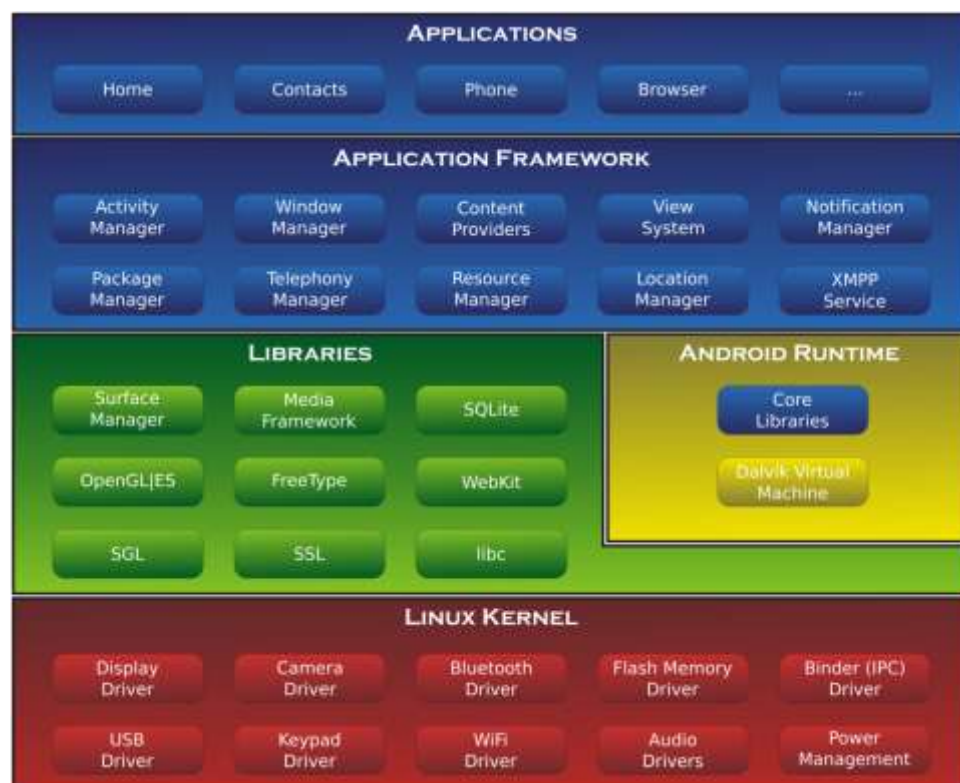 APPLICATIONS
Home
Contacts
Phone
Browser
...
APPLICATION FRAMEWORK
Activity
Manager
Window
Manager
Content
Providers
View
System
Notification
Manager
Package
Manager
Telephony
Manager
Resource
Manager
Location
Manager
XMPP
Service
LIBRARIES
Surface
Manager
Media
Framework
SQLite
OpenGL|ES
FreeType
WebKit
SGL
SSL
libc
ANDROID RUNTIME
Core
Libraries
Dalvik Virtual
Machine
LINUX KERNEL
Display
Driver
Camera
Driver
Bluetooth
Driver
Flash Memory
Driver
Binder (IPC)
Driver
USB
Driver
Keypad
Driver
WiFi
Driver
Audio
Drivers
Power
Management